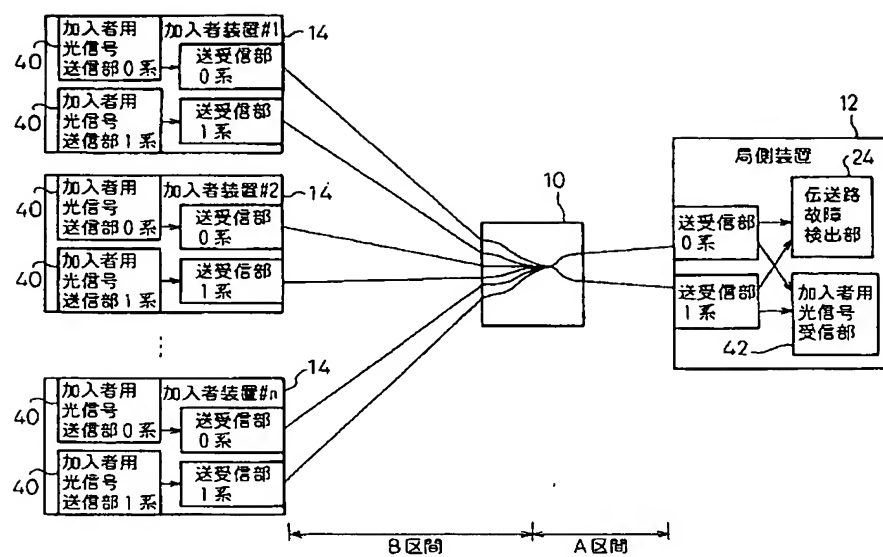 加入者用
光信号
送信部0系
加入者装置#1
14
40
送受信部
0系
加入者用
光信号
送信部1系
40
送受信部
1系
加入者用
光信号
送信部0系
加入者装置#2
14
40
送受信部
0系
加入者用
光信号
送信部1系
40
送受信部
1系
加入者用
光信号
送信部0系
加入者装置#n
14
40
送受信部
0系
加入者用
光信号
送信部1系
40
送受信部
1系
10
12
局側装置
24
送受信部
0系
伝送路
故障
検出部
送受信部
1系
加入者用
光信号
受信部
42
B区間
A区間